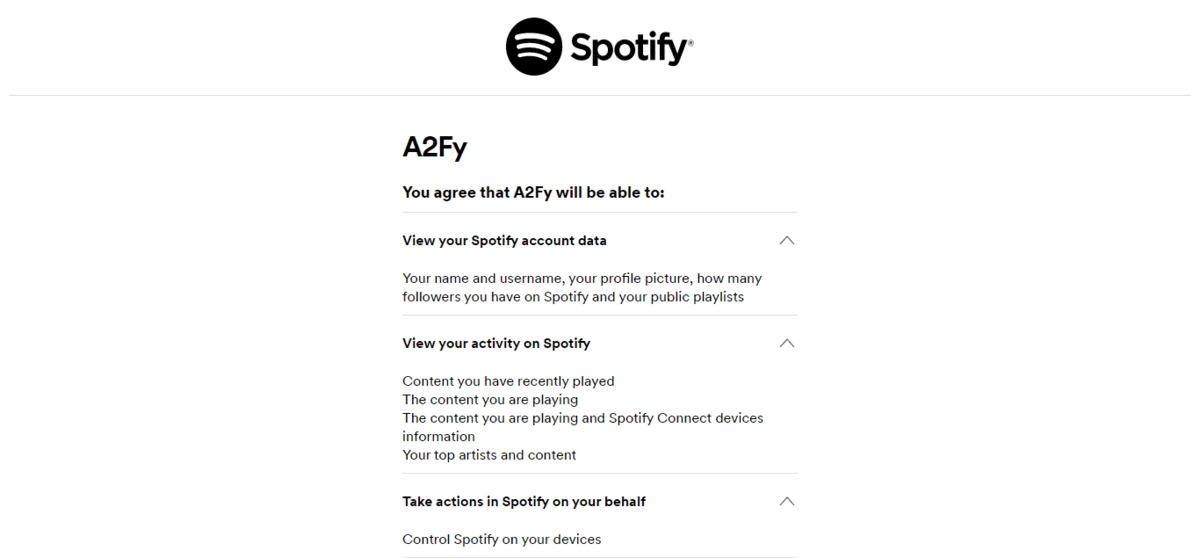 Spotify®
A2Fy
You agree that A2Fy will be able to:
View your Spotify account data
Your name and username, your profile picture, how many
followers you have on Spotify and your public playlists
View your activity on Spotify
Content you have recently played
The content you are playing
The content you are playing and Spotify Connect devices
information
Your top artists and content
Take actions in Spotify on your behalf
Control Spotify on your devices